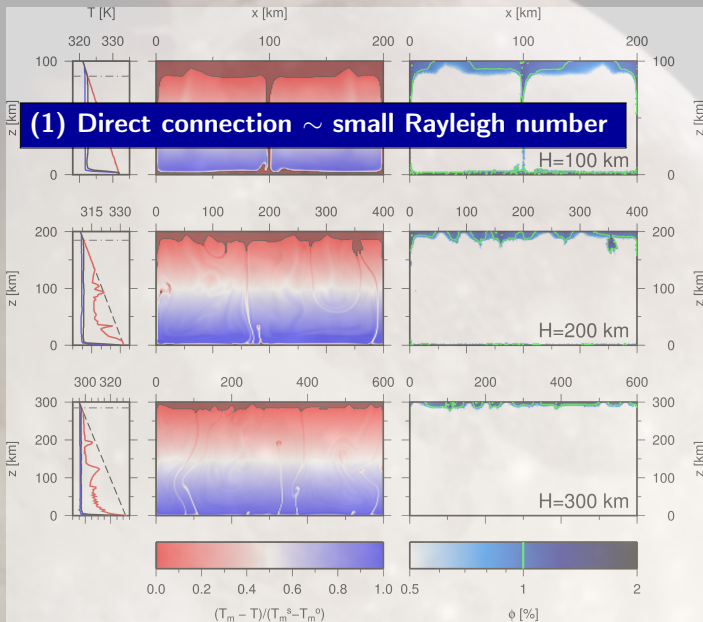 T [K] x [km] x [km]
320 330 0 100 200 0 100 200
100
z [km]
(1) Direct connection ∼ small Rayleigh number
z [km]
H=100 km
0 0
315 330 0 100 200 300 400 0 100 200 300 400
200 200
z [km] 100 100 z [km]
H=200 km
0 0
300 320 0 200 400 600 0 200 400 600
300 300
200 200
z [km] z [km]
100 100
H=300 km
0 0
0.0 0.2 0.4 0.6 0.8 1.0 0.5 1 2
(Tₘ − T)/(Tₘˢ−Tₘ⁰) ϕ [%]